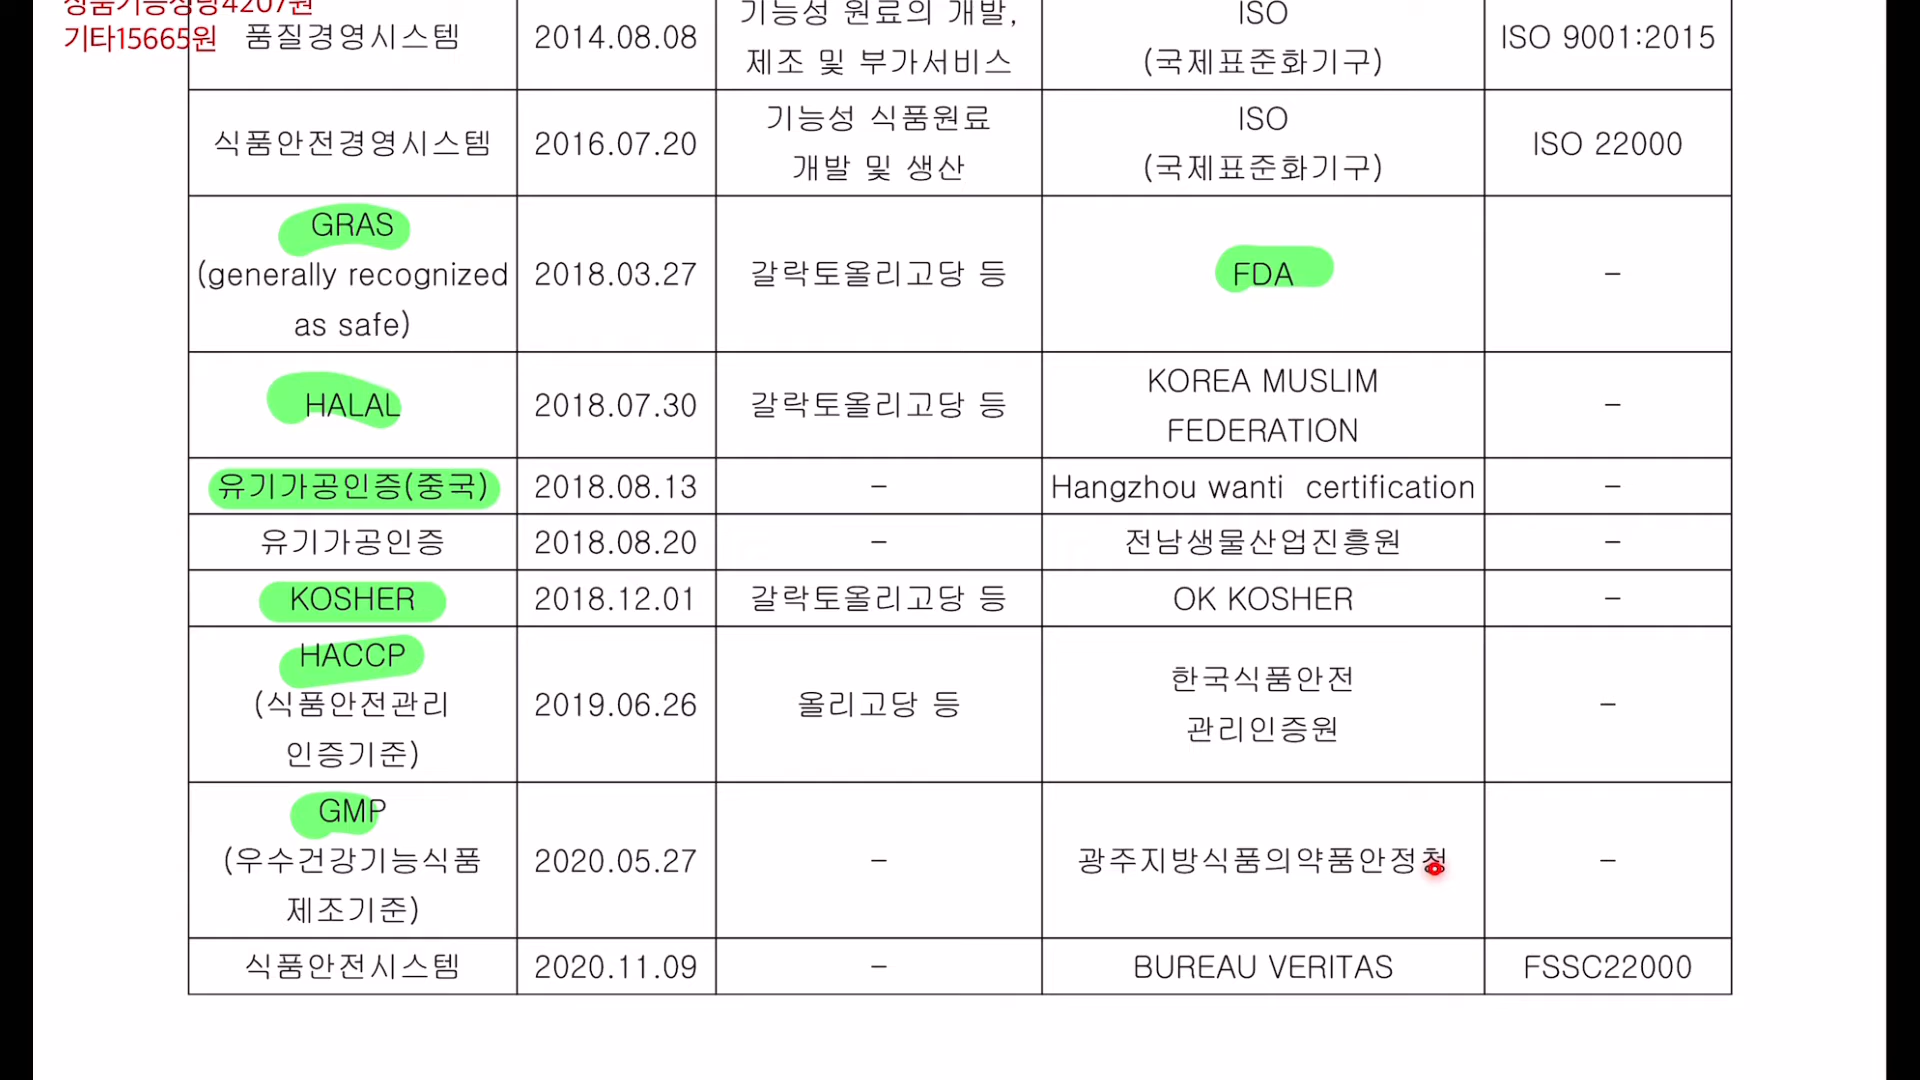 기타15665원
기능성 원료의 개발,
ISO
품질경영시스템 2014.08.08 제조 및 부가서비스 (국제표준화기구) ISO 9001:2015
기능성 식품원료
ISO
식품안전경영시스템 2016.07.20 개발 및 생산 (국제표준화기구) ISO 22000
GRAS
(generally recognized 2018.03.27 갈락토올리고당 등 FDA –
as safe)
HALAL 2018.07.30 갈락토올리고당 등 KOREA MUSLIM –
FEDERATION
유기가공인증(중국) 2018.08.13 – Hangzhou wanti certification –
유기가공인증 2018.08.20 – 전남생물산업진흥원 –
KOSHER 2018.12.01 갈락토올리고당 등 OK KOSHER –
HACCP
(식품안전관리 2019.06.26 올리고당 등 한국식품안전 –
인증기준) 관리인증원
GMP
(우수건강기능식품 2020.05.27 – 광주지방식품의약품안정청 –
제조기준)
식품안전시스템 2020.11.09 – BUREAU VERITAS FSSC22000